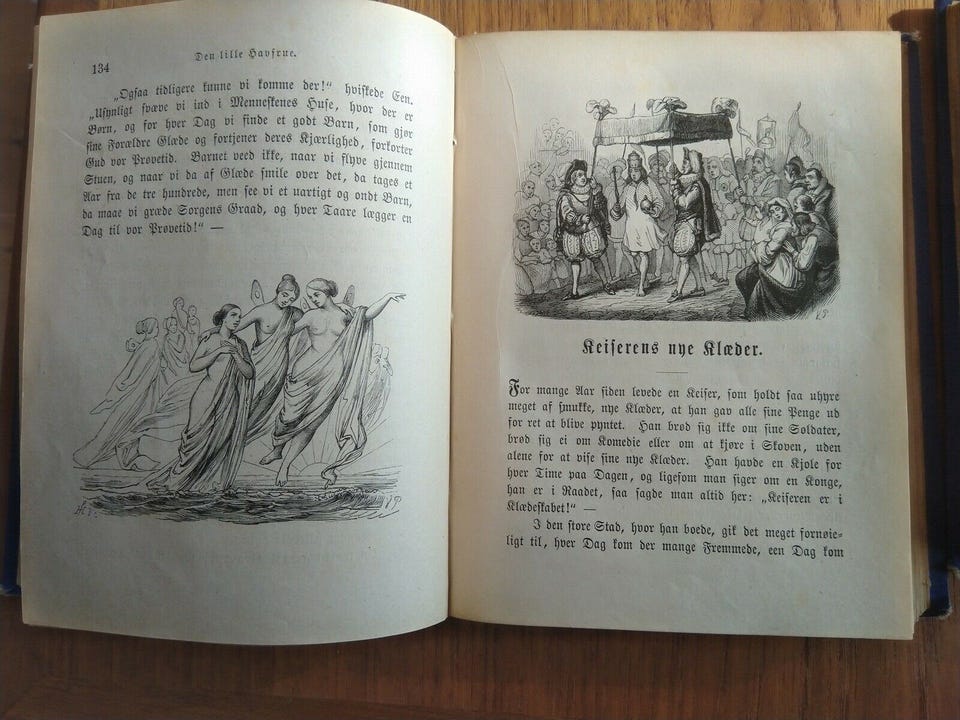 134
Den lille Havfrue.
„Ogsaa tidligere kunne vi komme der!“ hviskede Een.
„Usynligt svæve vi ind i Menneskenes Huse, hvor der er
Børn, og for hver Dag vi finde et godt Barn, som gjør
sine Forældre Glæde og fortjener deres Kjærlighed, forkorter
Gud vor Prøvetid. Barnet veed ikke, naar vi flyve gjennem
Stuen, og naar vi da af Glæde smile over det, da tages et
Aar fra de tre hundrede, men see vi et uartigt og ondt Barn,
da maae vi græde Sorgens Graad, og hver Taare lægger en
Dag til vor Prøvetid!“ —
VP
Keiserens nye Klæder.
For mange Aar siden levede en Keiser, som holdt saa uhyre
meget af smukke, nye Klæder, at han gav alle sine Penge ud
for ret at blive pyntet. Han brød sig ikke om sine Soldater,
brød sig ei om Komedie eller om at kjøre i Skoven, uden
alene for at vise sine nye Klæder. Han havde en Kjole for
hver Time paa Dagen, og ligesom man siger om en Konge,
han er i Raadet, saa sagde man altid her: „Keiseren er i
Klædeskabet!“ —
I den store Stad, hvor han boede, gik det meget fornøie-
ligt til, hver Dag kom der mange Fremmede, een Dag kom